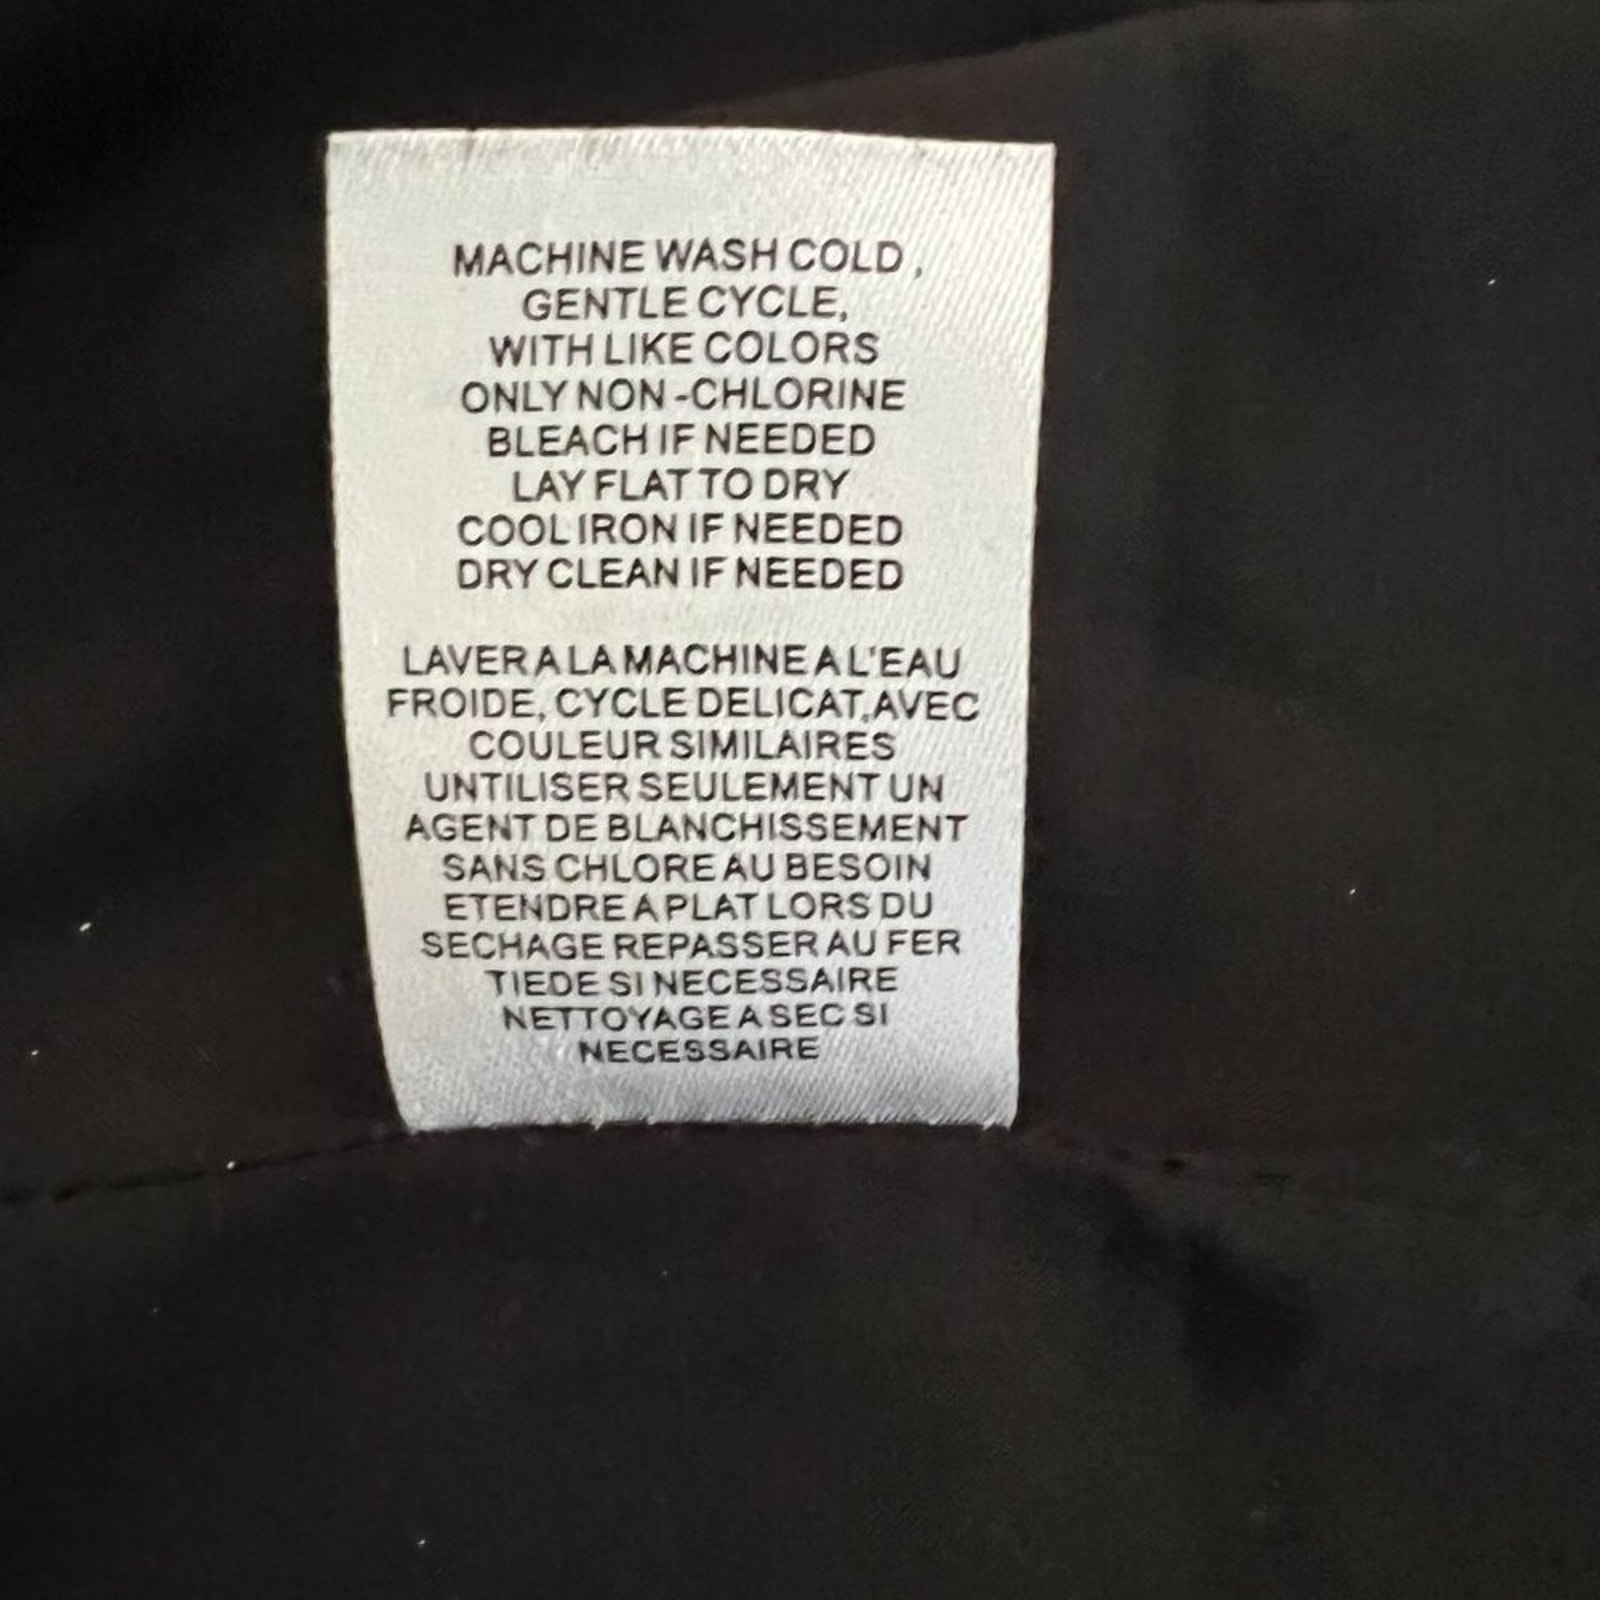 MACHINE WASH COLD ,
GENTLE CYCLE,
WITH LIKE COLORS
ONLY NON -CHLORINE
BLEACH IF NEEDED
LAY FLAT TO DRY
COOL IRON IF NEEDED
DRY CLEAN IF NEEDED
LAVER A LA MACHINE A L'EAU
FROIDE, CYCLE DELICAT,AVEC
COULEUR SIMILAIRES
UNTILISER SEULEMENT UN
AGENT DE BLANCHISSEMENT
SANS CHLORE AU BESOIN
ETENDRE A PLAT LORS DU
SECHAGE REPASSER AU FER
TIEDE SI NECESSAIRE
NETTOYAGE A SEC SI
NECESSAIRE